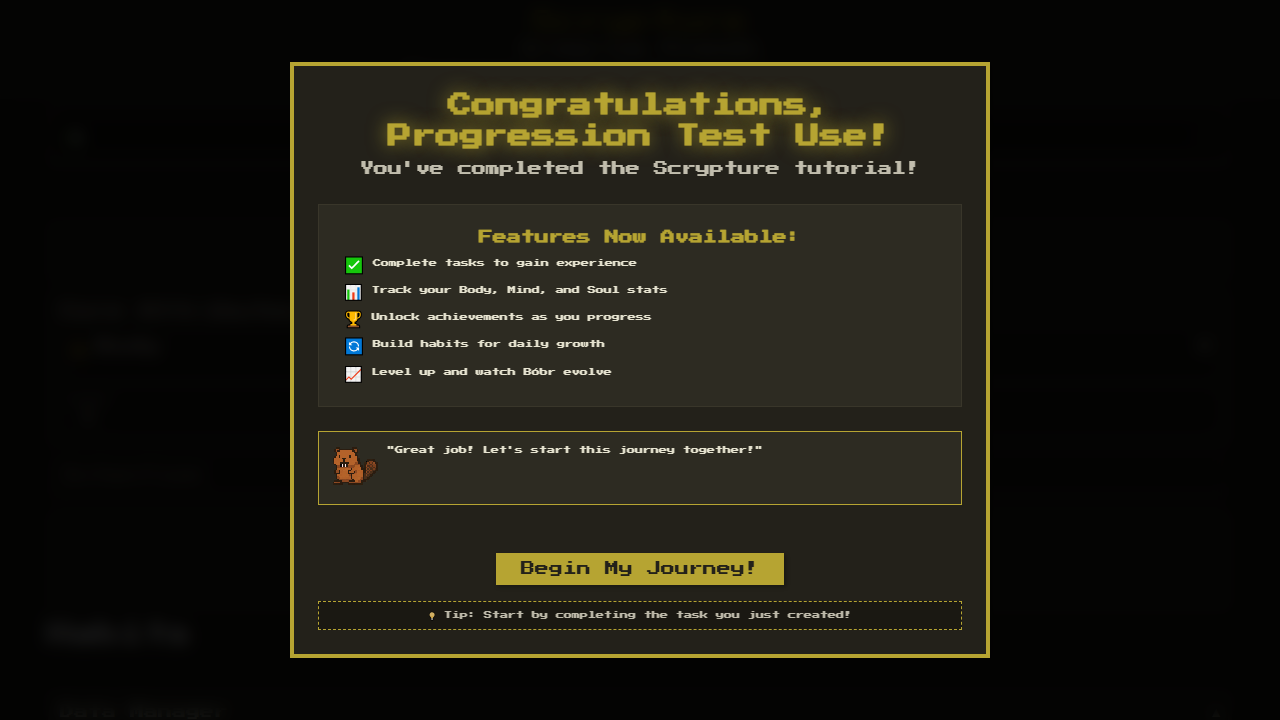 Congratulations,
Progression Test Use!
You've completed the Scrypture tutorial!
Features Now Available:
Complete tasks to gain experience
Track your Body, Mind, and Soul stats
Unlock achievements as you progress
Build habits for daily growth
Level up and watch Bóbr evolve
"Great job! Let's start this journey together!"
Begin My Journey!
Tip: Start by completing the task you just created!